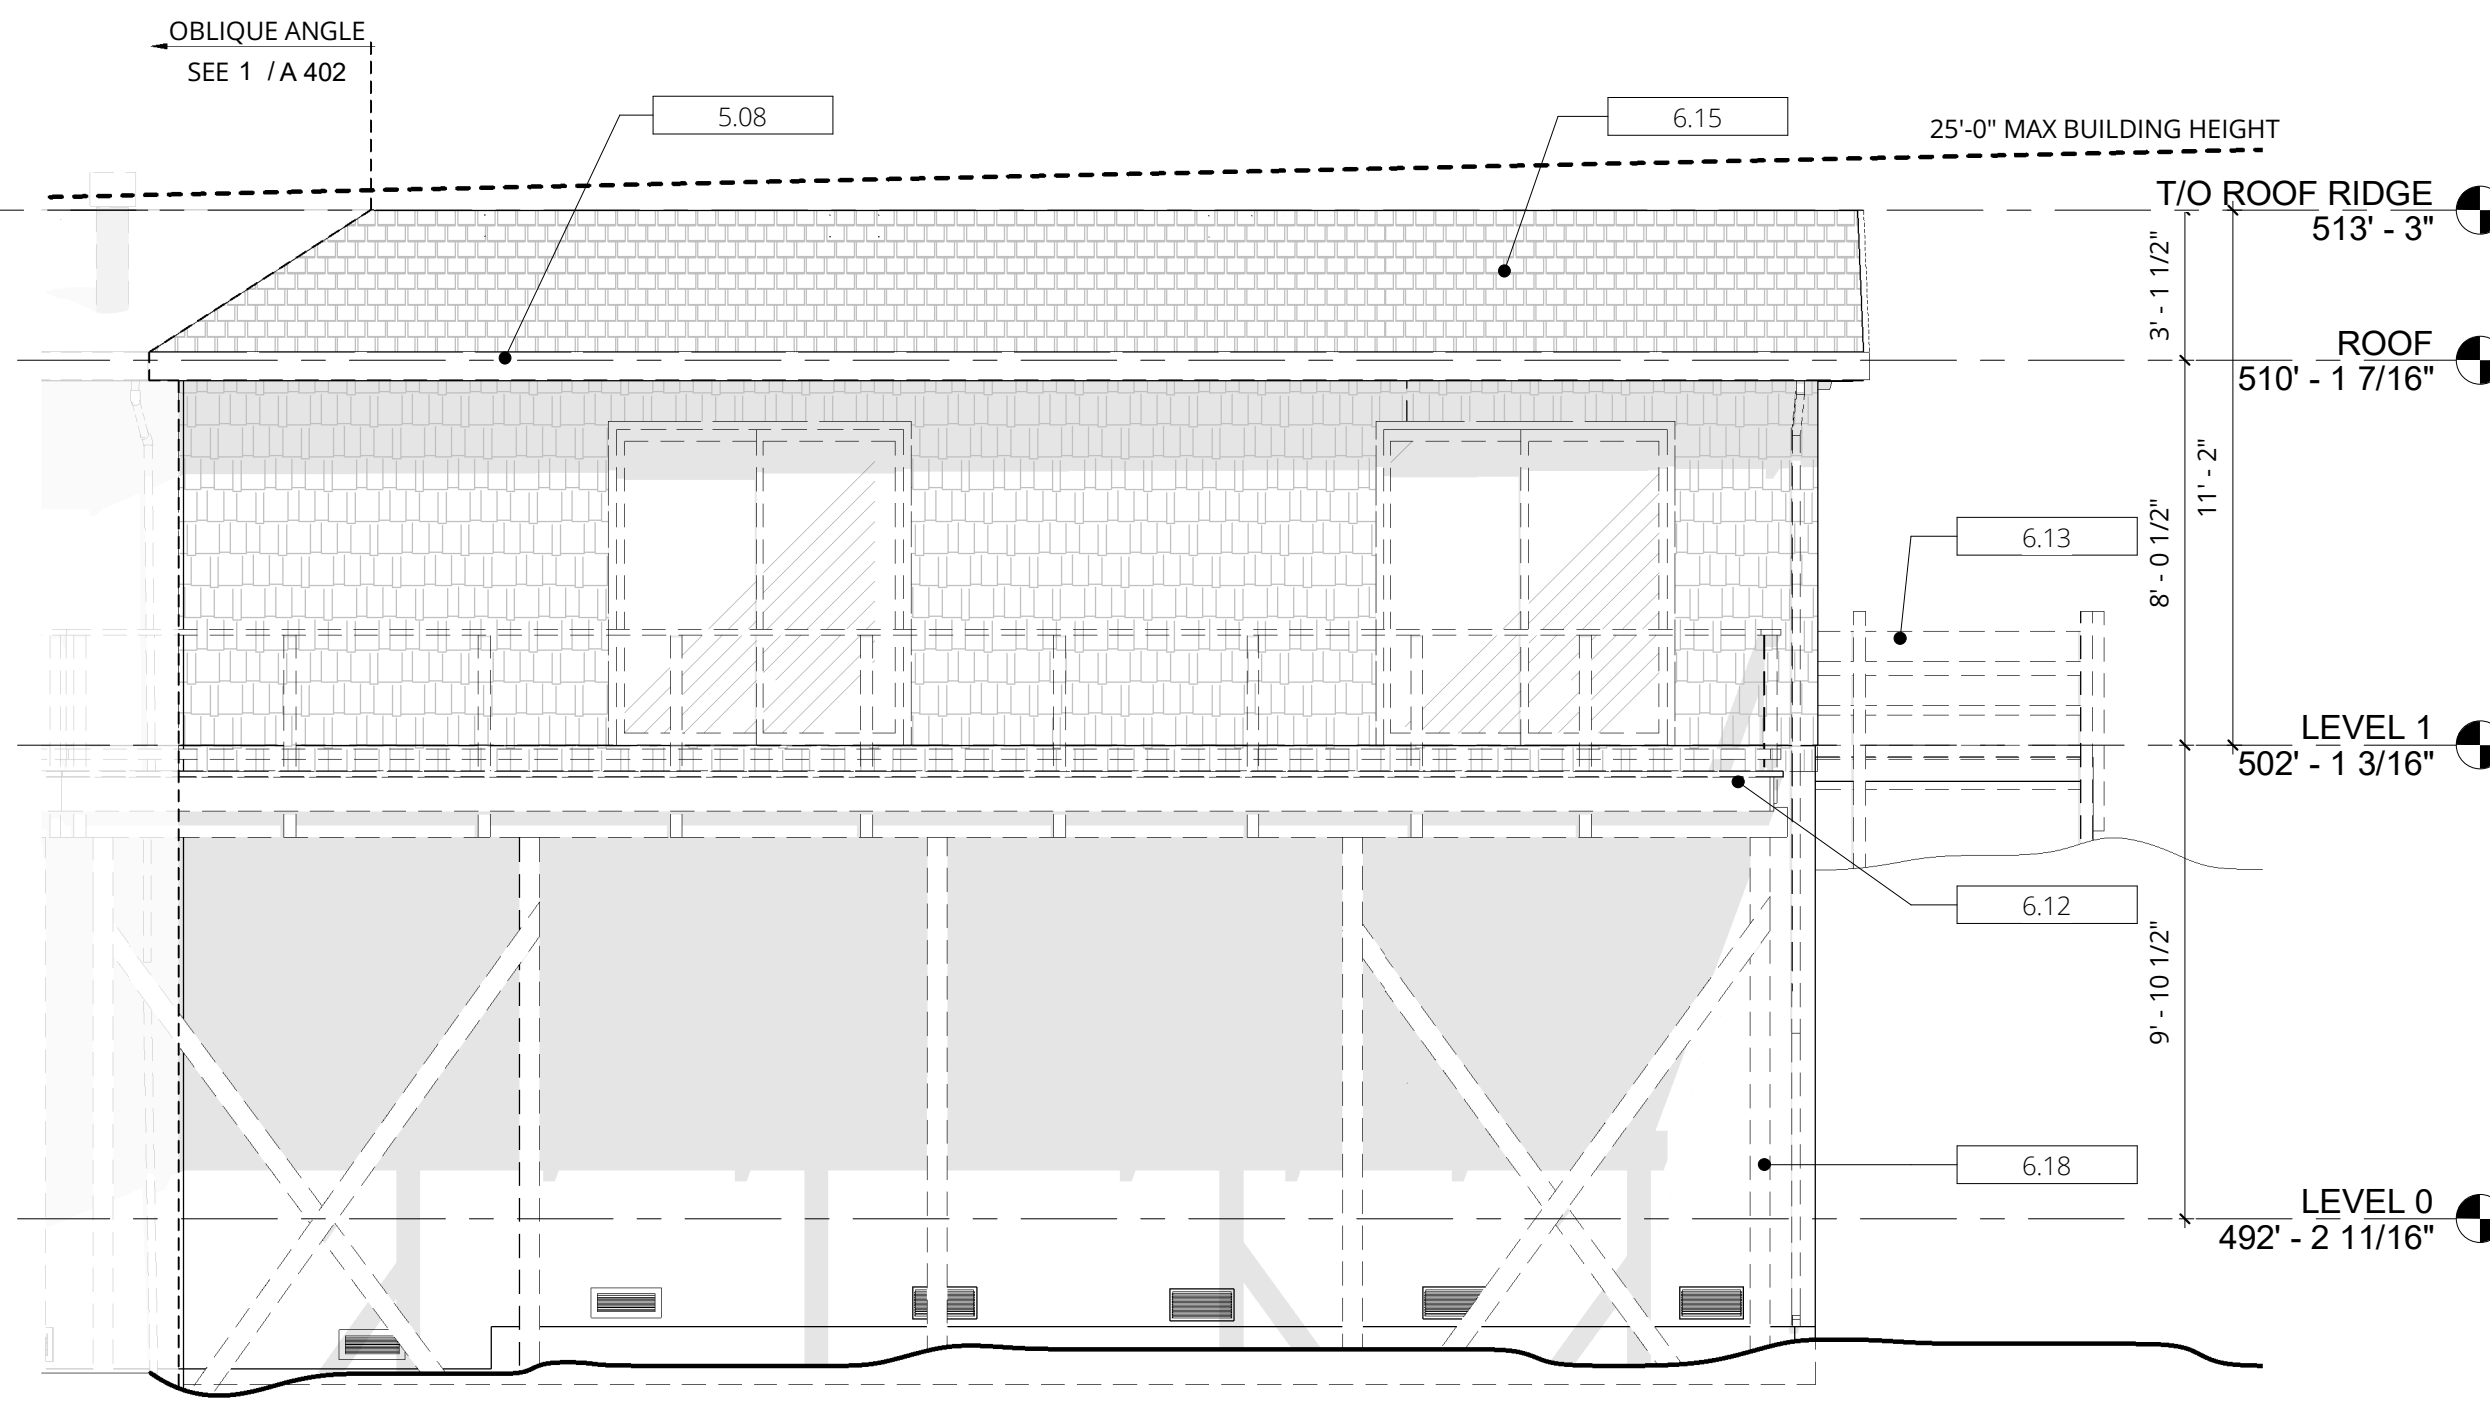 OBLIQUE ANGLE
SEE 1 / A 402
5.08
6.15
25'-0" MAX BUILDING HEIGHT
T/O ROOF RIDGE
513' - 3"
3' - 1 1/2"
ROOF
510' - 1 7/16"
11' - 2"
8' - 0 1/2"
6.13
LEVEL 1
502' - 1 3/16"
6.12
9' - 10 1/2"
6.18
LEVEL 0
492' - 2 11/16"